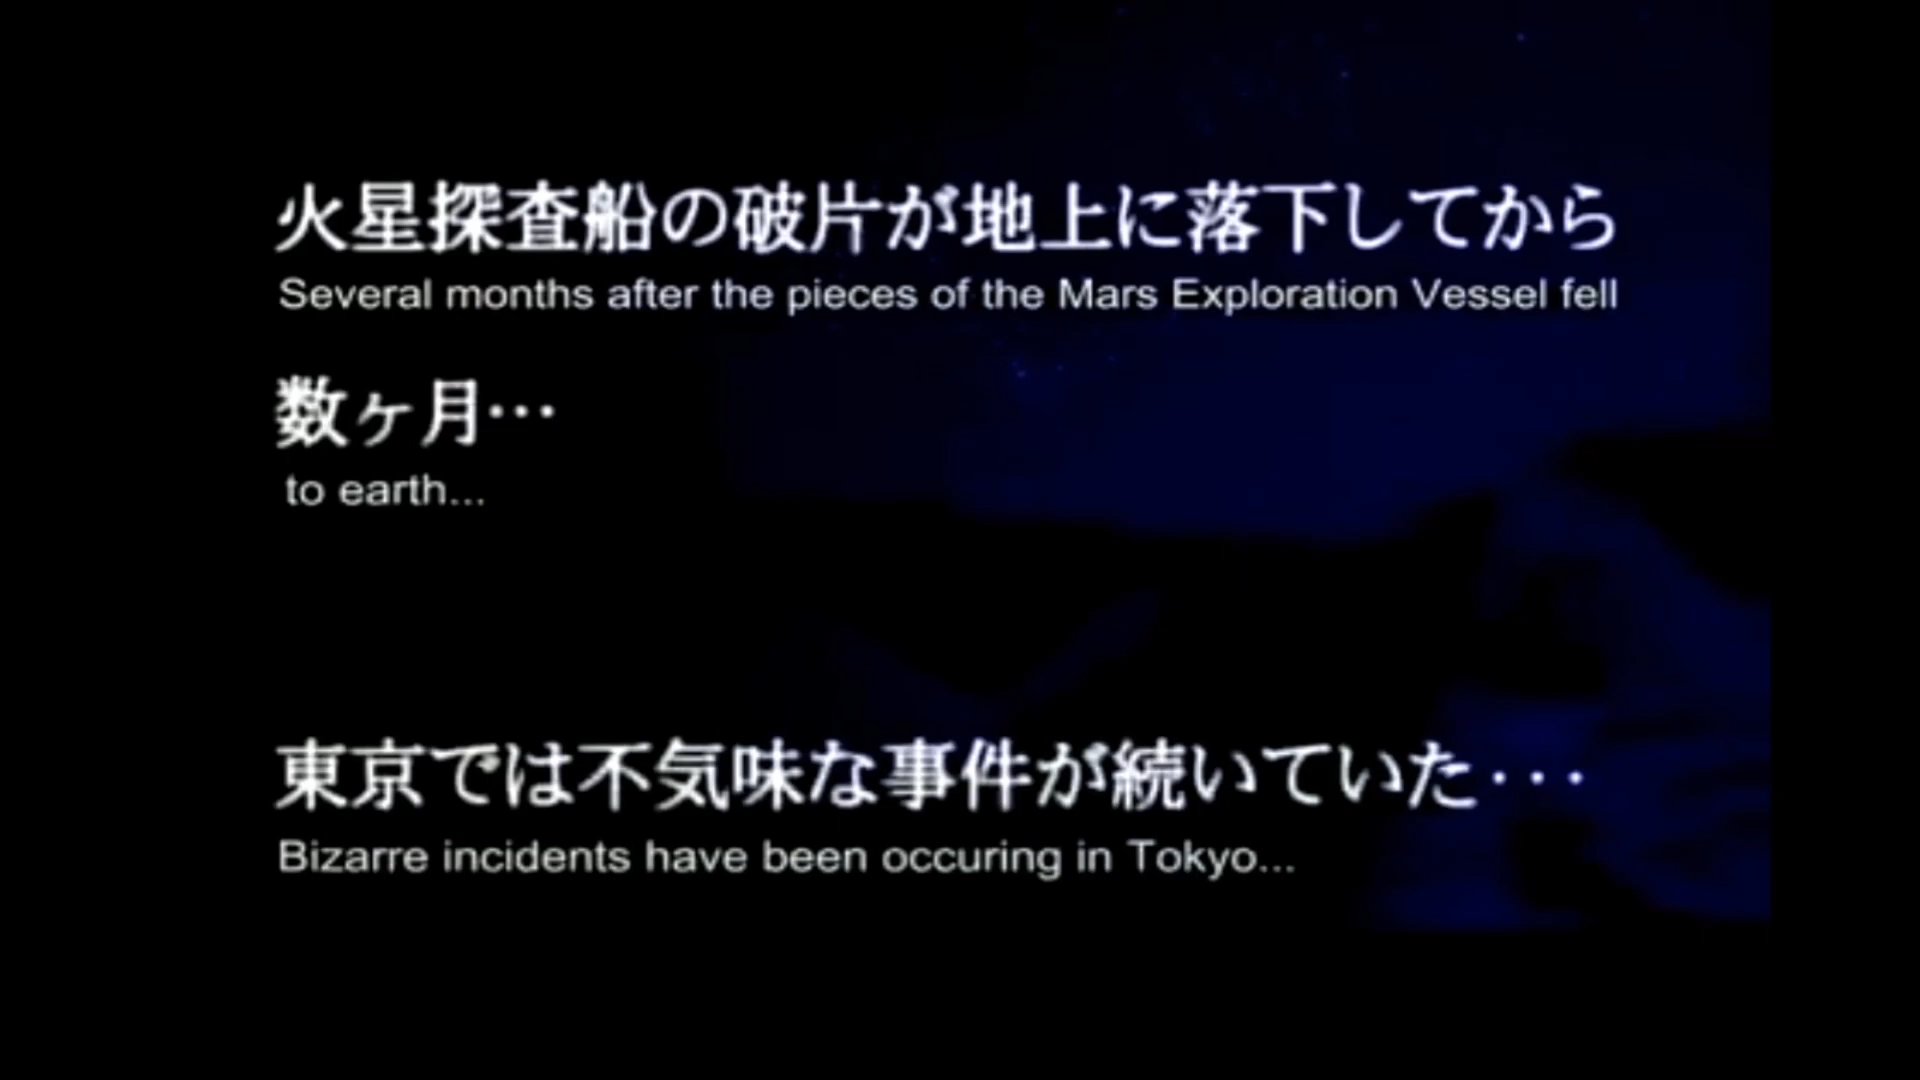 火星探査船の破片が地上に落下してから
Several months after the pieces of the Mars Exploration Vessel fell
数ヶ月…
to earth...
東京では不気味な事件が続いていた・・・
Bizarre incidents have been occuring in Tokyo...